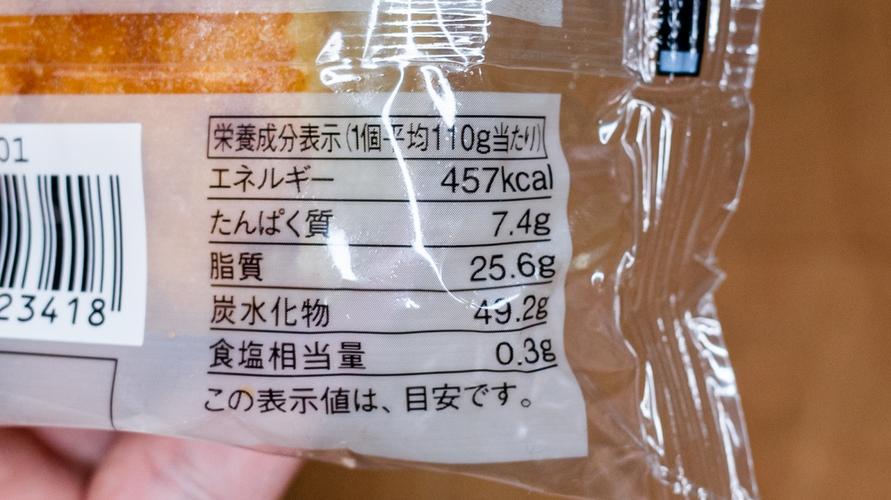 01
23418
栄養成分表示(1個平均110g当たり)
エネルギー 457kcal
たんぱく質 7.4g
脂質 25.6g
炭水化物 49.2g
食塩相当量 0.3g
この表示値は、目安です。